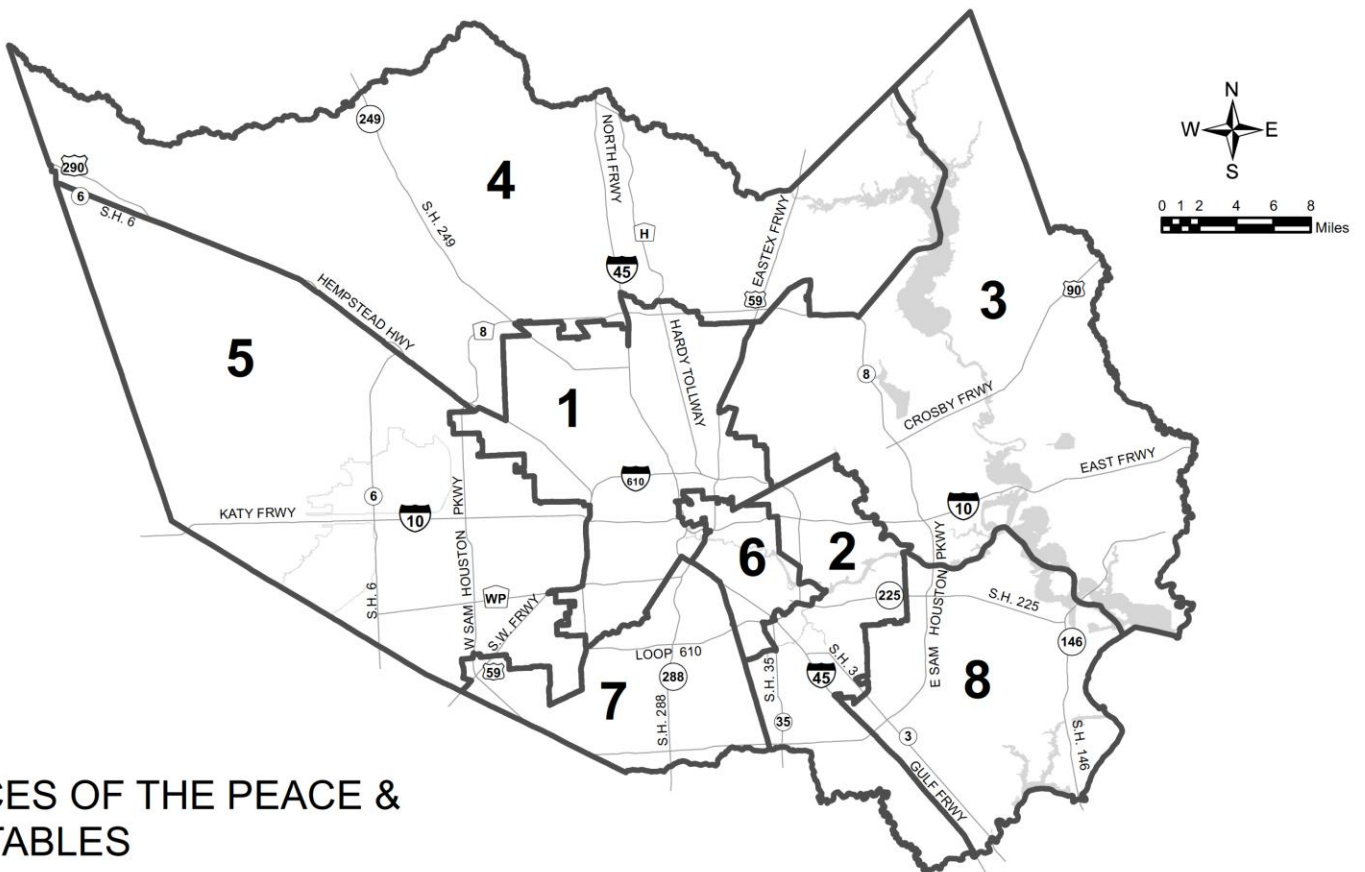 N
W E
S
0 1 2 4 6 8
Miles
249
NORTH FRWY
4
290
6
S.H. 6
S.H. 249
H
45
EASTEX FRWY
59
3
90
HEMPSTEAD HWY
8
5
1
HARDY TOLLWAY
8
CROSBY FRWY
EAST FRWY
610
6
KATY FRWY
10
W SAM HOUSTON PKWY
10
6
2
E SAM HOUSTON PKWY
S.H. 6
WP
S.W. FRWY
225
S.H. 225
146
LOOP 610
59
7
288
S.H. 288
S.H. 35
45
S.H. 3
8
35
3
GULF FRWY
S.H. 146
CES OF THE PEACE &
TABLES